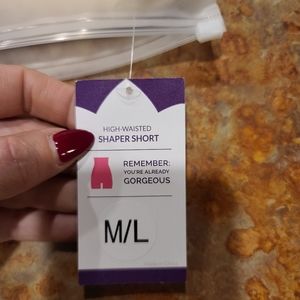 HIGH-WAISTED
SHAPER SHORT
REMEMBER:
YOU'RE ALREADY
GORGEOUS
M/L